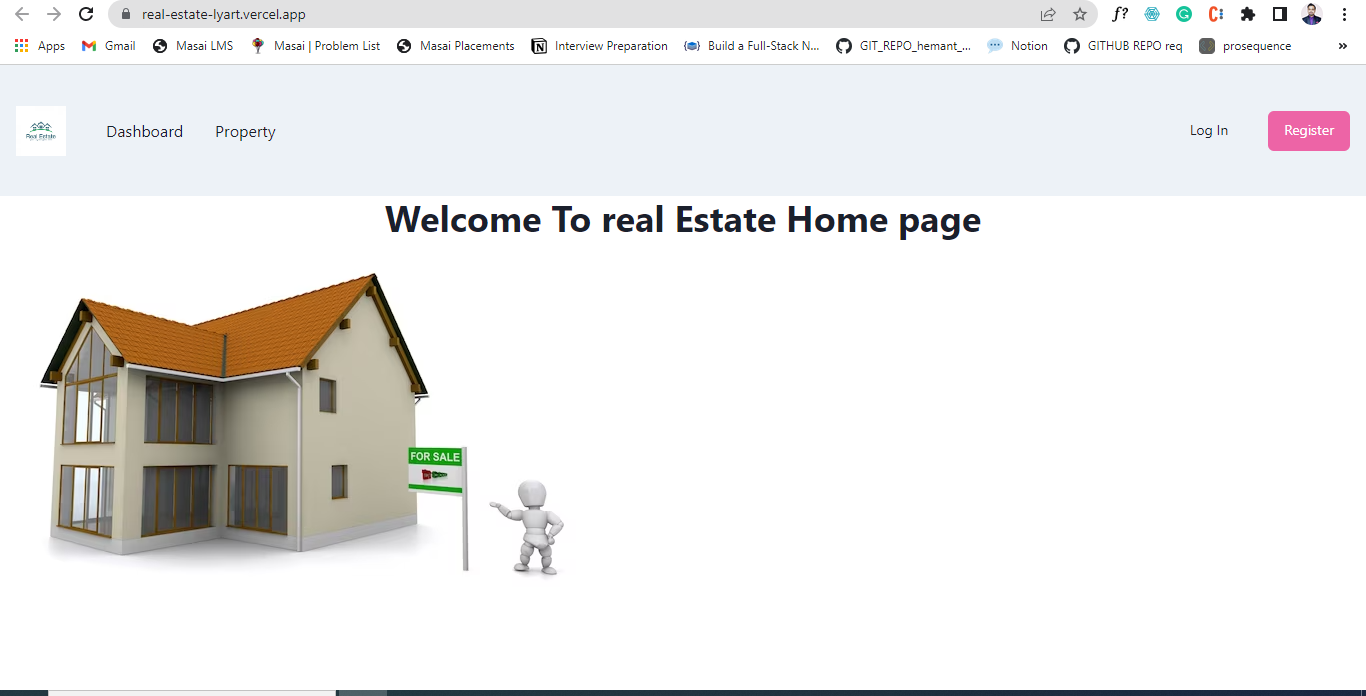 real-estate-lyart.vercel.app
f?
Apps Gmail Masai LMS Masai | Problem List Masai Placements Interview Preparation Build a Full-Stack N... GIT_REPO_hemant_... Notion GITHUB REPO req prosequence »
Real Estate
Dashboard Property Log In Register
Welcome To real Estate Home page
FOR SALE